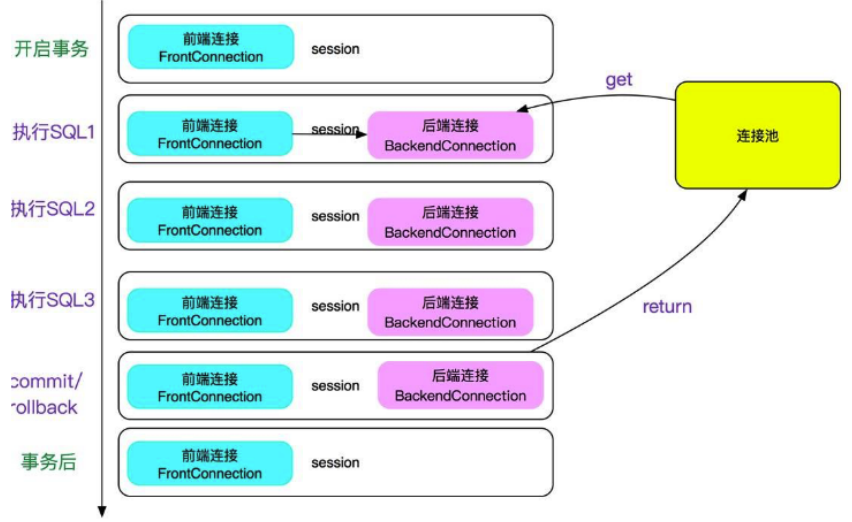 开启事务
前端连接
FrontConnection
session
get
执行SQL1
前端连接
FrontConnection
session
后端连接
BackendConnection
连接池
执行SQL2
前端连接
FrontConnection
session
后端连接
BackendConnection
执行SQL3
前端连接
FrontConnection
session
后端连接
BackendConnection
return
commit/
rollback
前端连接
FrontConnection
session
后端连接
BackendConnection
事务后
前端连接
FrontConnection
session